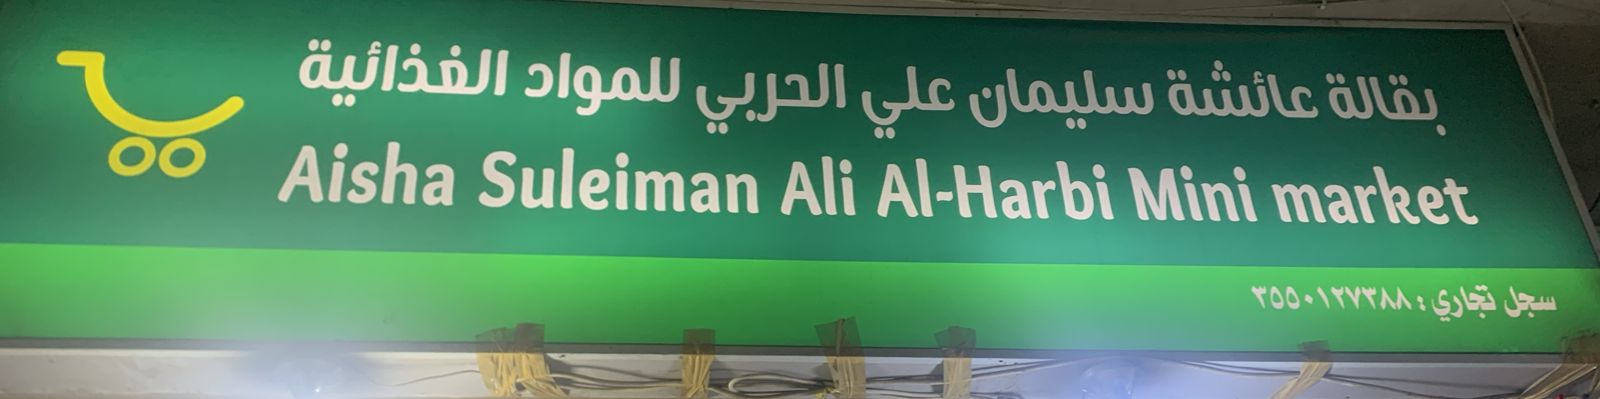 بقالة عائشة سليمان علي الحربي للمواد الغذائية
Aisha Suleiman Ali Al-Harbi Mini market
سجل تجاري : ٣٥٥٠١٢٧٣٨٨